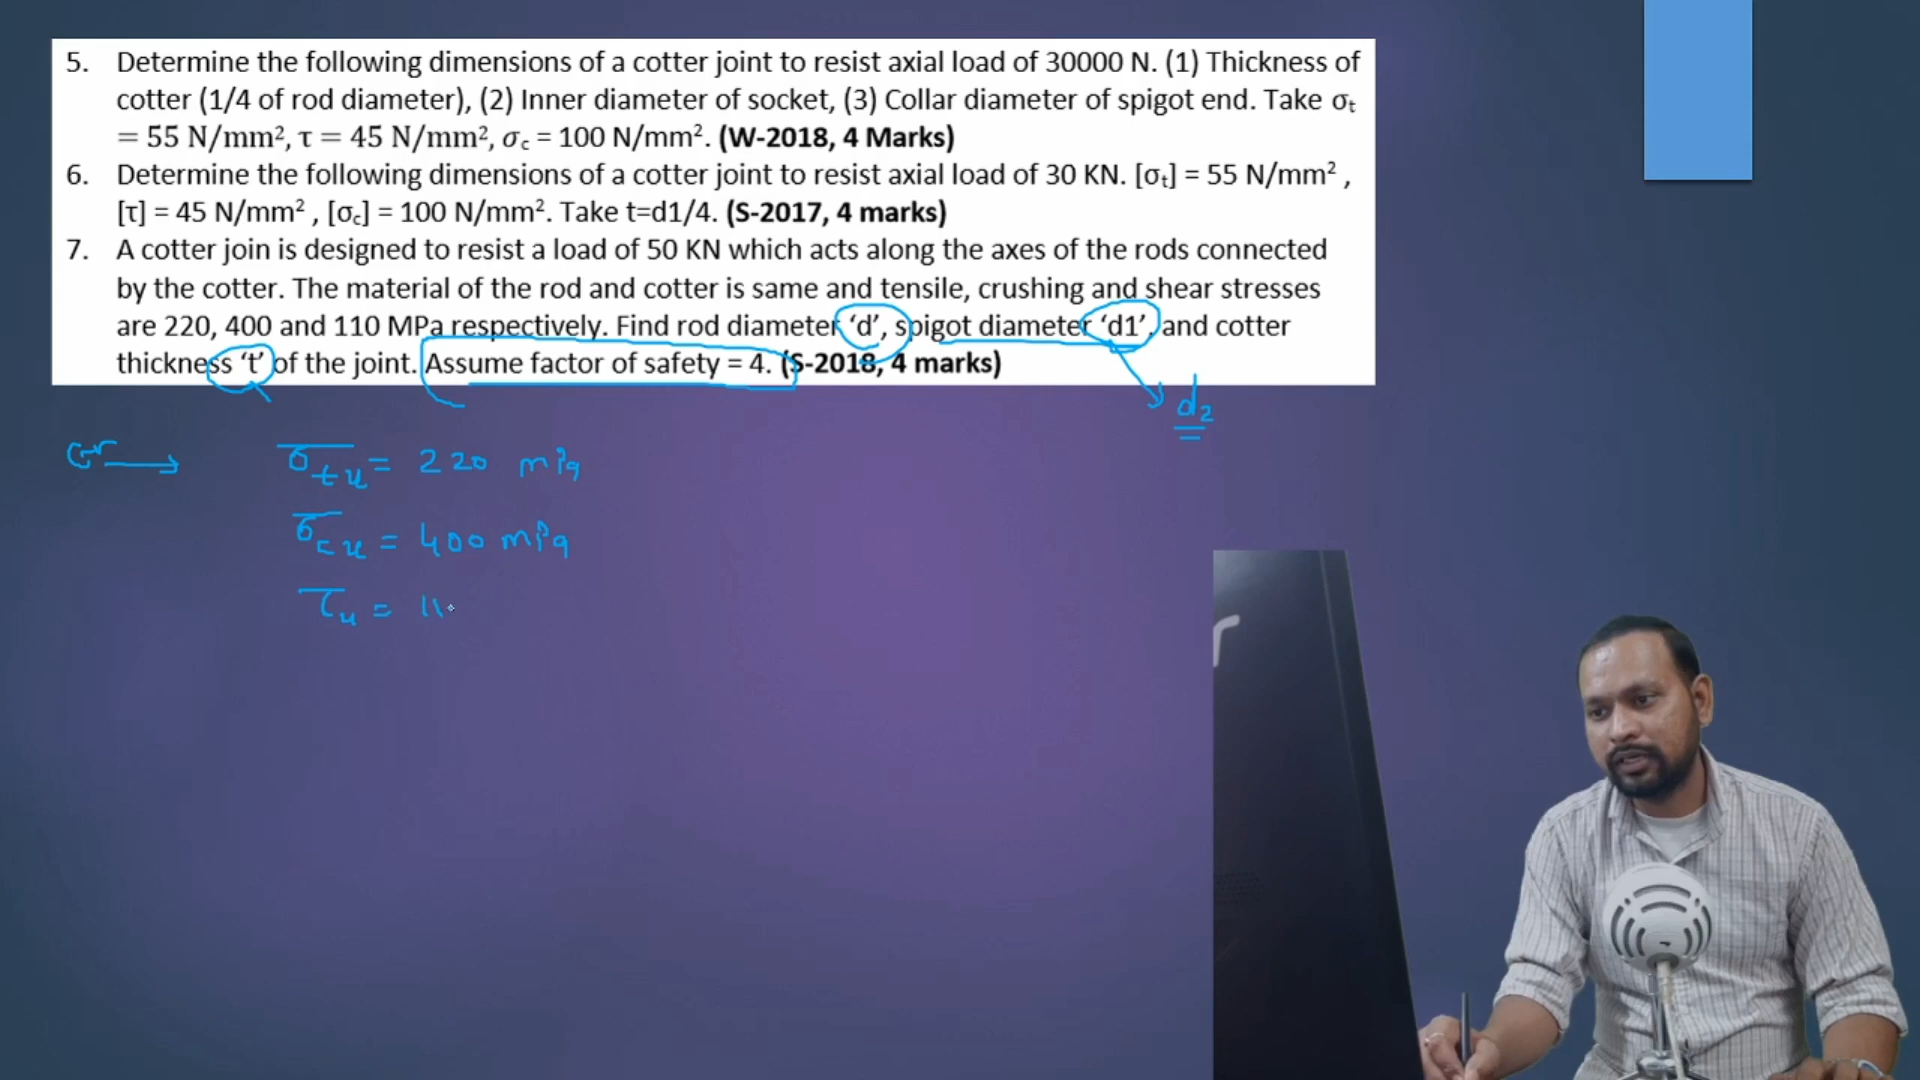 5. Determine the following dimensions of a cotter joint to resist axial load of 30000 N. (1) Thickness of
cotter (1/4 of rod diameter), (2) Inner diameter of socket, (3) Collar diameter of spigot end. Take σt
= 55 N/mm², τ = 45 N/mm², σc = 100 N/mm². (W-2018, 4 Marks)
6. Determine the following dimensions of a cotter joint to resist axial load of 30 KN. [σt] = 55 N/mm² ,
[τ] = 45 N/mm² , [σc] = 100 N/mm². Take t=d1/4. (S-2017, 4 marks)
7. A cotter join is designed to resist a load of 50 KN which acts along the axes of the rods connected
by the cotter. The material of the rod and cotter is same and tensile, crushing and shear stresses
are 220, 400 and 110 MPa respectively. Find rod diameter ‘d’, spigot diameter ‘d1’, and cotter
thickness ‘t’ of the joint. Assume factor of safety = 4. (S-2018, 4 marks)
d2
σtu = 220 mpa
σcu = 400 mpa
τu = 11
r